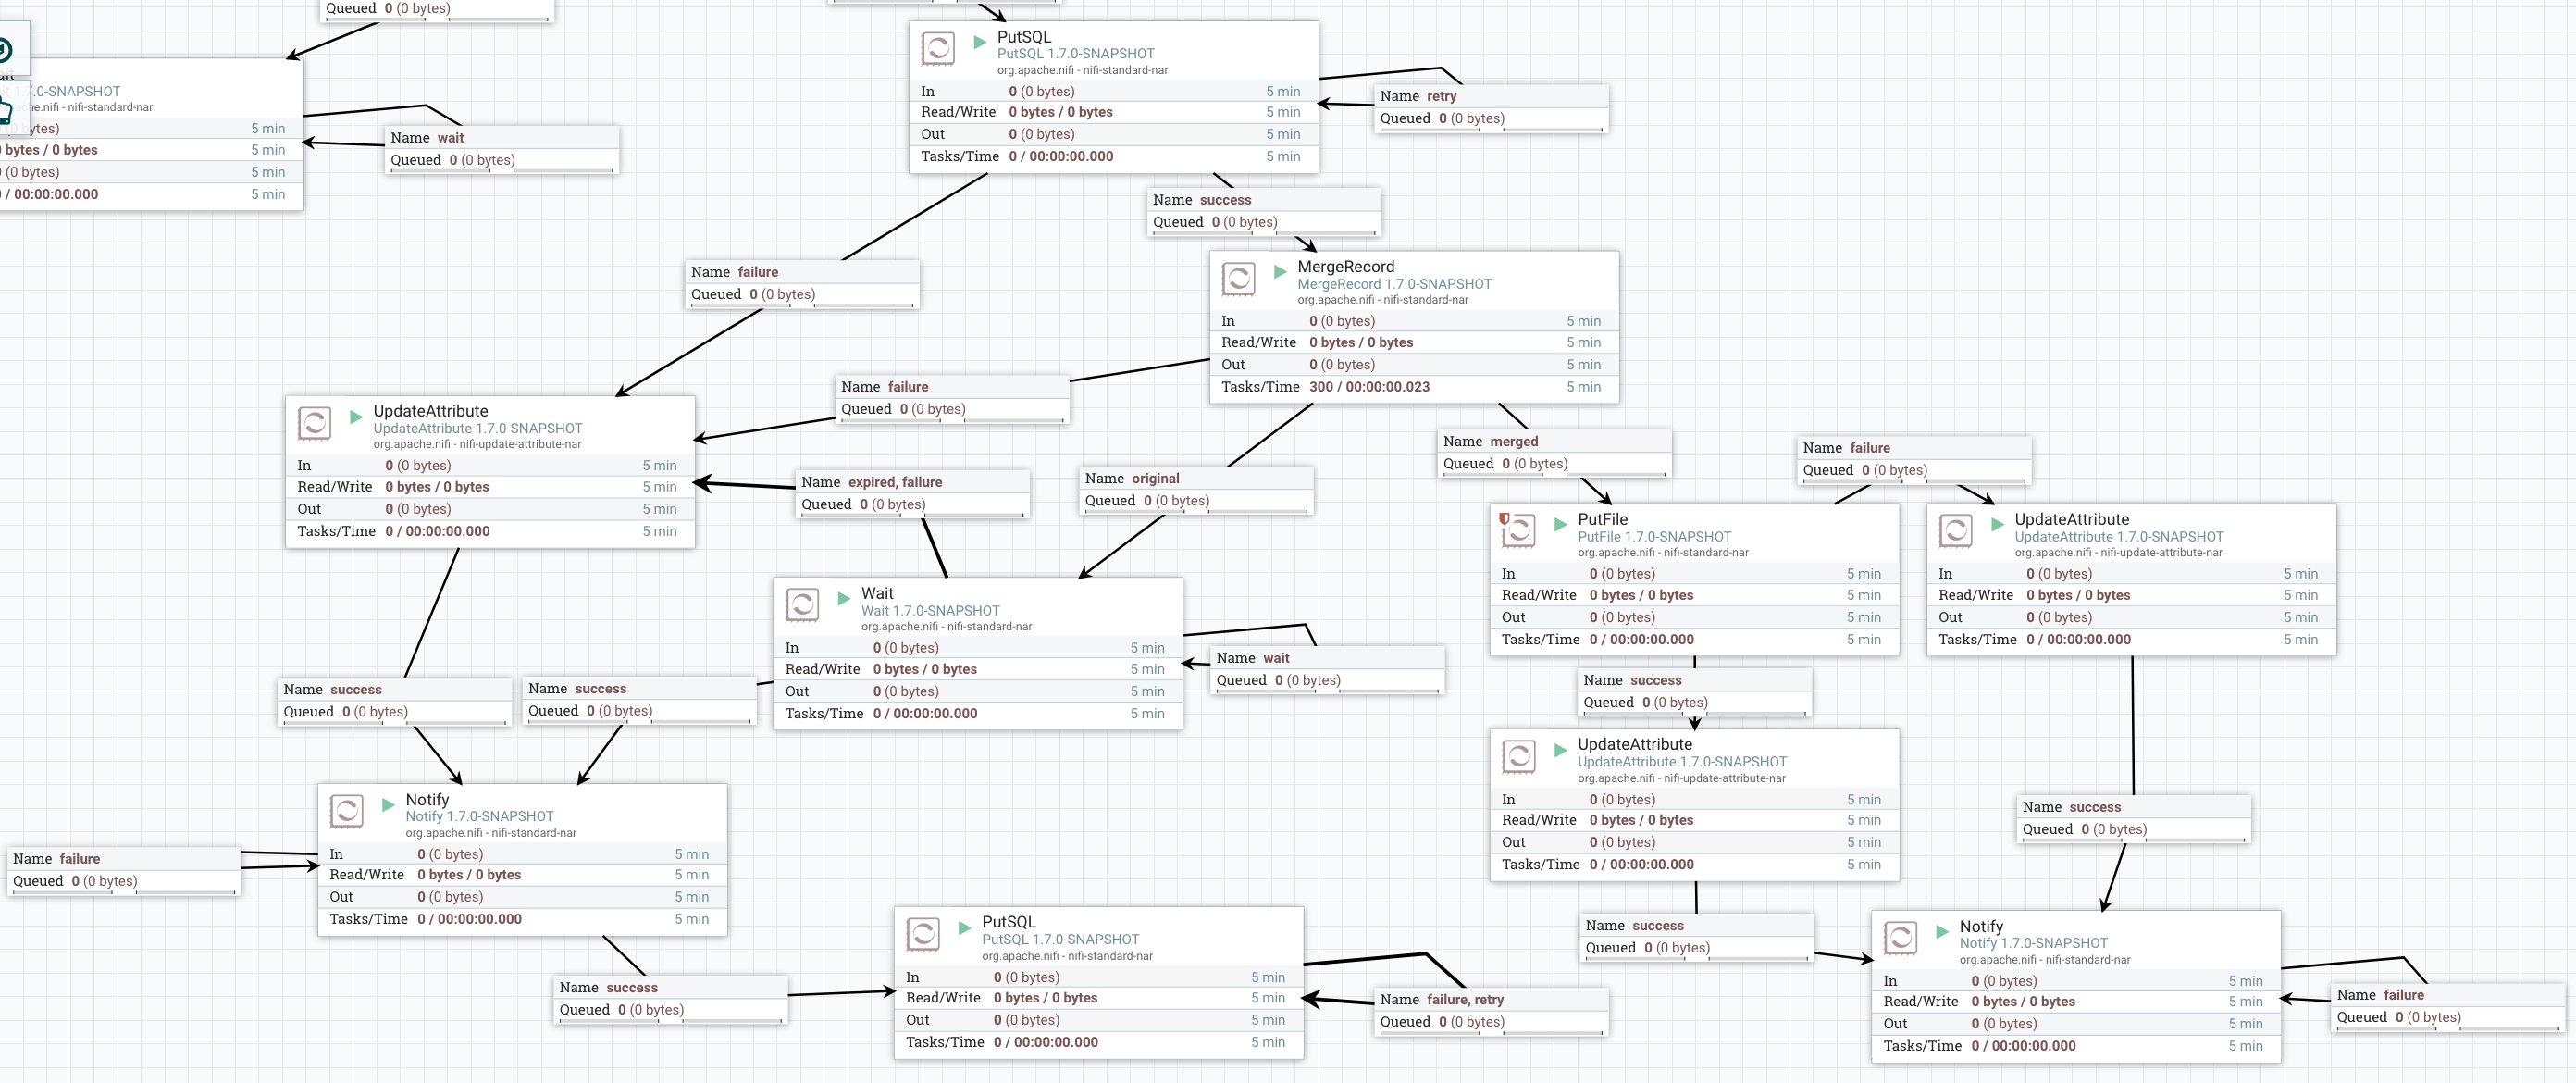 Queued 0 (0 bytes)
7.0-SNAPSHOT
he.nifi - nifi-standard-nar
5 min
bytes / 0 bytes 5 min
(0 bytes) 5 min
/ 00:00:00.000 5 min
Name wait
Queued 0 (0 bytes)
PutSQL
PutSQL 1.7.0-SNAPSHOT
org.apache.nifi - nifi-standard-nar
In 0 (0 bytes) 5 min
Read/Write 0 bytes / 0 bytes 5 min
Out 0 (0 bytes) 5 min
Tasks/Time 0 / 00:00:00.000 5 min
Name retry
Queued 0 (0 bytes)
Name success
Queued 0 (0 bytes)
Name failure
Queued 0 (0 bytes)
MergeRecord
MergeRecord 1.7.0-SNAPSHOT
org.apache.nifi - nifi-standard-nar
In 0 (0 bytes) 5 min
Read/Write 0 bytes / 0 bytes 5 min
Out 0 (0 bytes) 5 min
Tasks/Time 300 / 00:00:00.023 5 min
Name failure
Queued 0 (0 bytes)
UpdateAttribute
UpdateAttribute 1.7.0-SNAPSHOT
org.apache.nifi - nifi-update-attribute-nar
In 0 (0 bytes) 5 min
Read/Write 0 bytes / 0 bytes 5 min
Out 0 (0 bytes) 5 min
Tasks/Time 0 / 00:00:00.000 5 min
Name expired, failure
Queued 0 (0 bytes)
Name original
Queued 0 (0 bytes)
Name merged
Queued 0 (0 bytes)
Name failure
Queued 0 (0 bytes)
PutFile
PutFile 1.7.0-SNAPSHOT
org.apache.nifi - nifi-standard-nar
In 0 (0 bytes) 5 min
Read/Write 0 bytes / 0 bytes 5 min
Out 0 (0 bytes) 5 min
Tasks/Time 0 / 00:00:00.000 5 min
UpdateAttribute
UpdateAttribute 1.7.0-SNAPSHOT
org.apache.nifi - nifi-update-attribute-nar
In 0 (0 bytes) 5 min
Read/Write 0 bytes / 0 bytes 5 min
Out 0 (0 bytes) 5 min
Tasks/Time 0 / 00:00:00.000 5 min
Wait
Wait 1.7.0-SNAPSHOT
org.apache.nifi - nifi-standard-nar
In 0 (0 bytes) 5 min
Read/Write 0 bytes / 0 bytes 5 min
Out 0 (0 bytes) 5 min
Tasks/Time 0 / 00:00:00.000 5 min
Name wait
Queued 0 (0 bytes)
Name success
Queued 0 (0 bytes)
Name success
Queued 0 (0 bytes)
Name success
Queued 0 (0 bytes)
UpdateAttribute
UpdateAttribute 1.7.0-SNAPSHOT
org.apache.nifi - nifi-update-attribute-nar
In 0 (0 bytes) 5 min
Read/Write 0 bytes / 0 bytes 5 min
Out 0 (0 bytes) 5 min
Tasks/Time 0 / 00:00:00.000 5 min
Name success
Queued 0 (0 bytes)
Notify
Notify 1.7.0-SNAPSHOT
org.apache.nifi - nifi-standard-nar
In 0 (0 bytes) 5 min
Read/Write 0 bytes / 0 bytes 5 min
Out 0 (0 bytes) 5 min
Tasks/Time 0 / 00:00:00.000 5 min
Name failure
Queued 0 (0 bytes)
Name success
Queued 0 (0 bytes)
PutSQL
PutSQL 1.7.0-SNAPSHOT
org.apache.nifi - nifi-standard-nar
In 0 (0 bytes) 5 min
Read/Write 0 bytes / 0 bytes 5 min
Out 0 (0 bytes) 5 min
Tasks/Time 0 / 00:00:00.000 5 min
Name failure, retry
Queued 0 (0 bytes)
Name success
Queued 0 (0 bytes)
Notify
Notify 1.7.0-SNAPSHOT
org.apache.nifi - nifi-standard-nar
In 0 (0 bytes) 5 min
Read/Write 0 bytes / 0 bytes 5 min
Out 0 (0 bytes) 5 min
Tasks/Time 0 / 00:00:00.000 5 min
Name failure
Queued 0 (0 bytes)